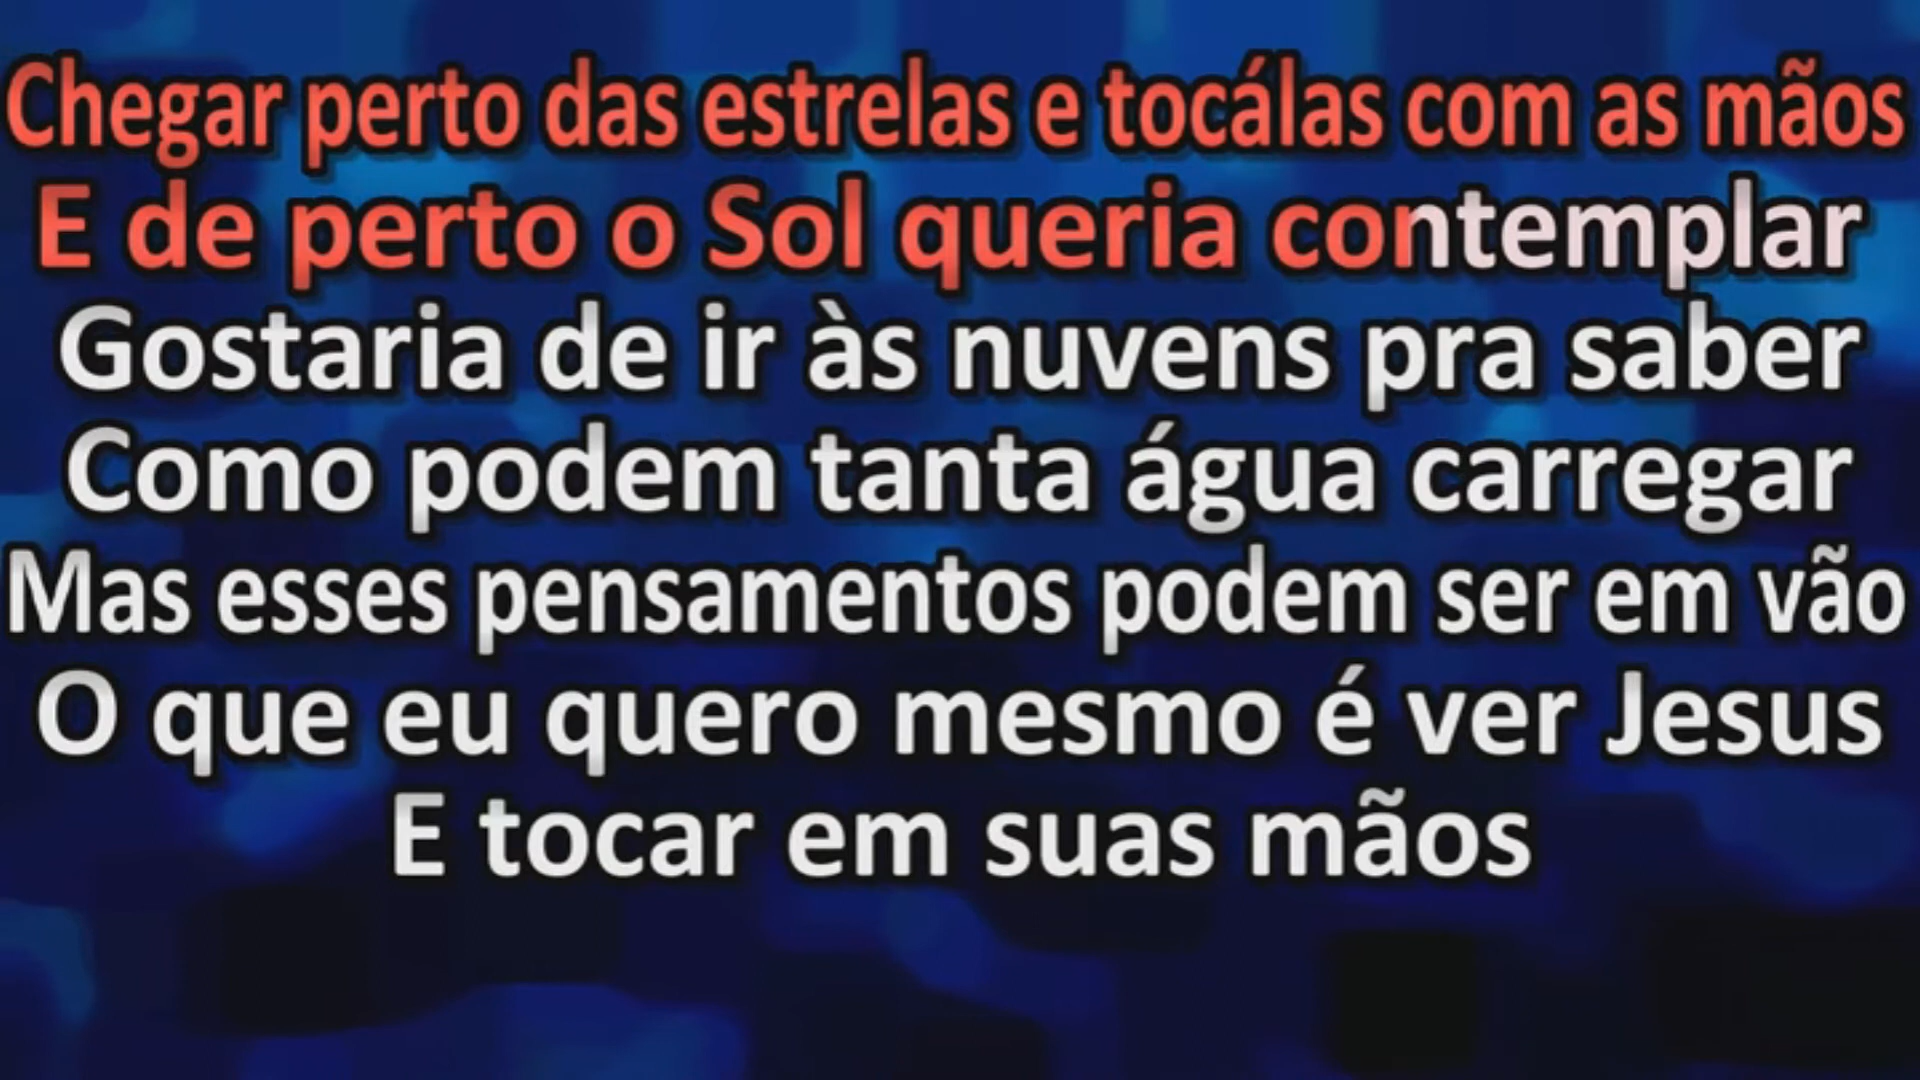 Chegar perto das estrelas e tocálas com as mãos
E de perto o Sol queria contemplar
Gostaria de ir às nuvens pra saber
Como podem tanta água carregar
Mas esses pensamentos podem ser em vão
O que eu quero mesmo é ver Jesus
E tocar em suas mãos